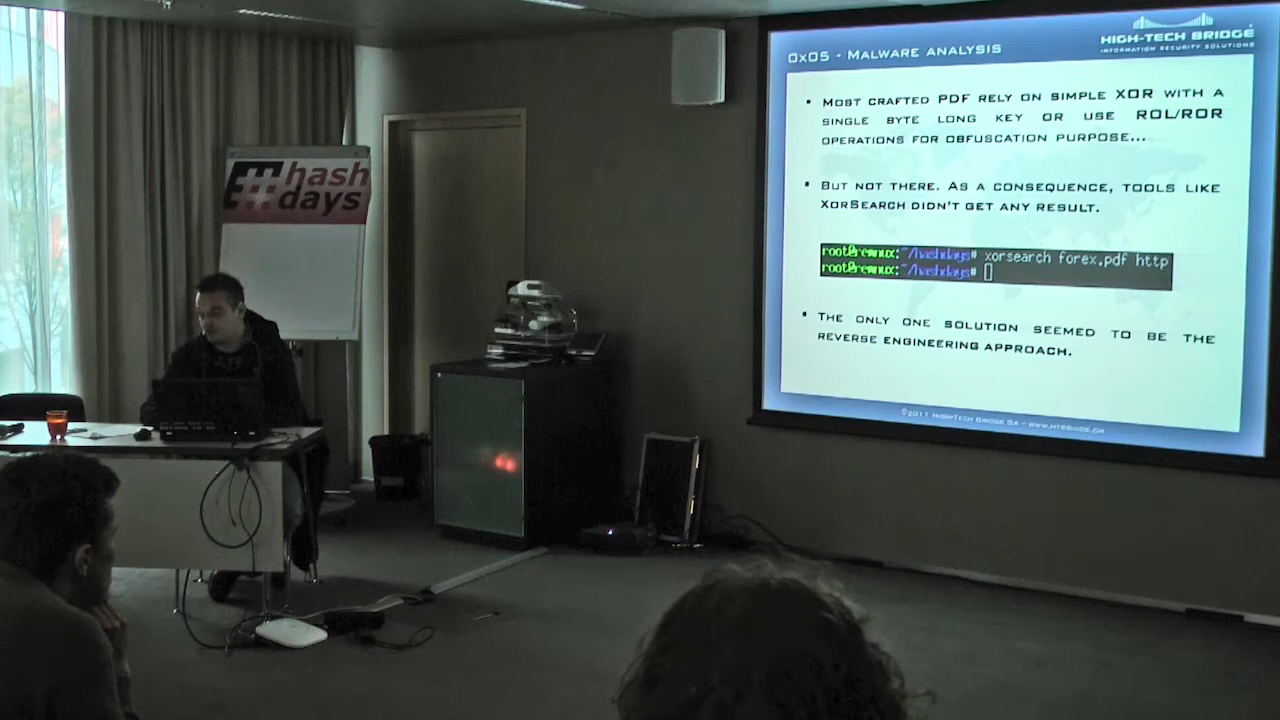 hash
days
0x05 - Malware analysis
HIGH-TECH BRIDGE
INFORMATION SECURITY SOLUTIONS
Most crafted PDF rely on simple XOR with a
single byte long key or use ROL/ROR
operations for obfuscation purpose...
But not there. As a consequence, tools like
XorSearch didn't get any result.
root@remnux:~/hashdays# xorsearch forex.pdf http
root@remnux:~/hashdays#
The only one solution seemed to be the
reverse engineering approach.
©2011 High-Tech Bridge SA – www.htbridge.ch